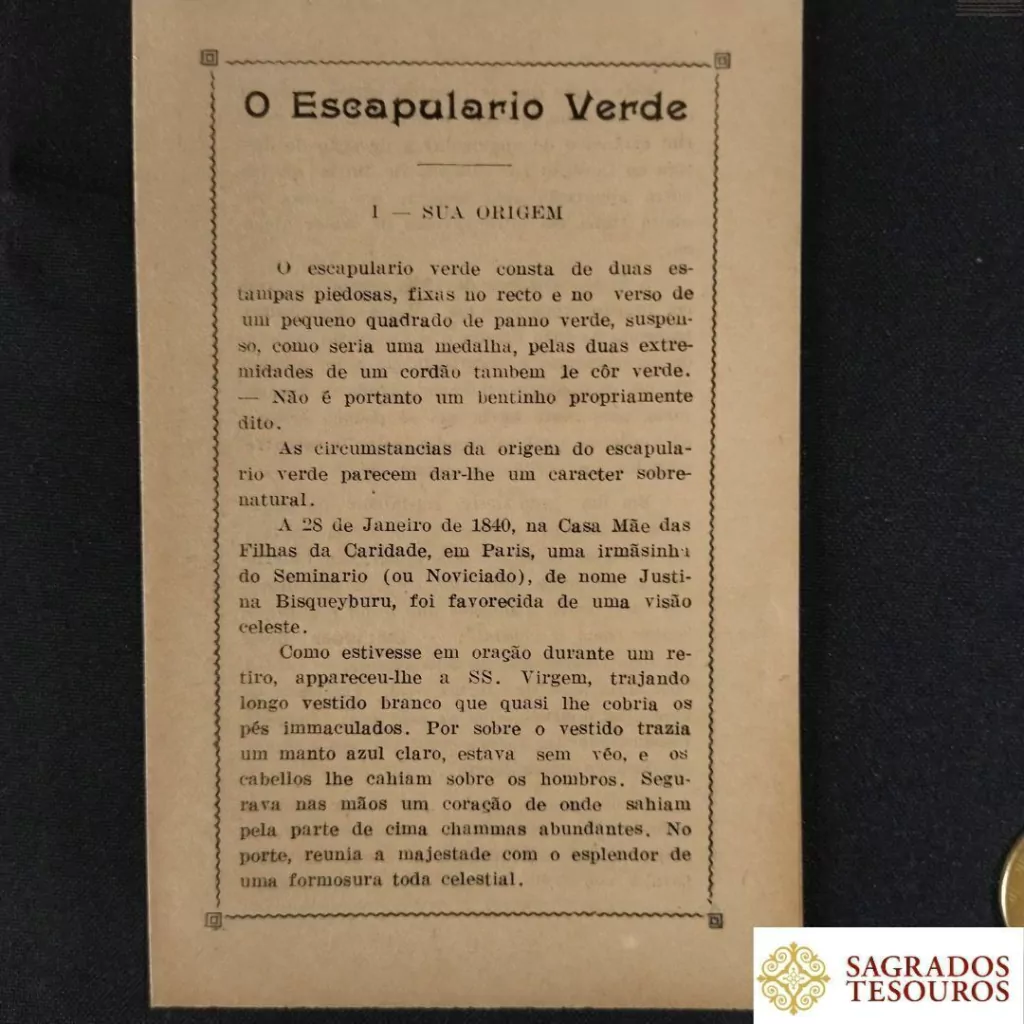 O Escapulario Verde
I — SUA ORIGEM
O escapulario verde consta de duas es-
tampas piedosas, fixas no recto e no verso de
um pequeno quadrado de panno verde, suspen-
so, como seria uma medalha, pelas duas extre-
midades de um cordão tambem le côr verde.
— Não é portanto um bentinho propriamente
dito.
As circumstancias da origem do escapula-
rio verde parecem dar-lhe um caracter sobre-
natural.
A 28 de Janeiro de 1840, na Casa Mãe das
Filhas da Caridade, em Paris, uma irmãsinha
do Seminario (ou Noviciado), de nome Justi-
na Bisqueyburu, foi favorecida de uma visão
celeste.
Como estivesse em oração durante um re-
tiro, appareceu-lhe a SS. Virgem, trajando
longo vestido branco que quasi lhe cobria os
pés immaculados. Por sobre o vestido trazia
um manto azul claro, estava sem véo, e os
cabellos lhe cahiam sobre os hombros. Segu-
rava nas mãos um coração de onde sahiam
pela parte de cima chammas abundantes. No
porte, reunia a majestade com o esplendor de
uma formosura toda celestial.
SAGRADOS
TESOUROS